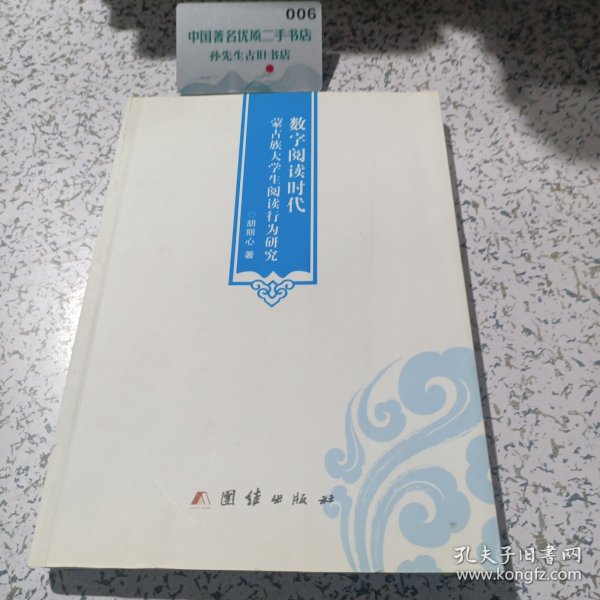 006
中国著名优质二手书店
孙先生古旧书店
数字阅读时代
蒙古族大学生阅读行为研究
◎胡丽心 著
团结出版社
孔夫子旧书网
www.kongfz.com